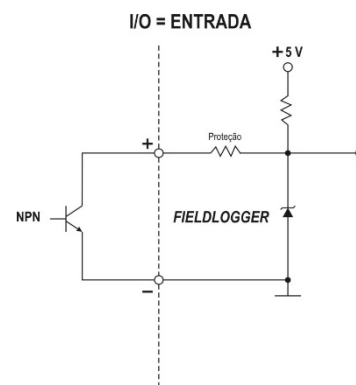 I/O = ENTRADA
+5 V
+
Proteção
NPN
FIELDLOGGER
−